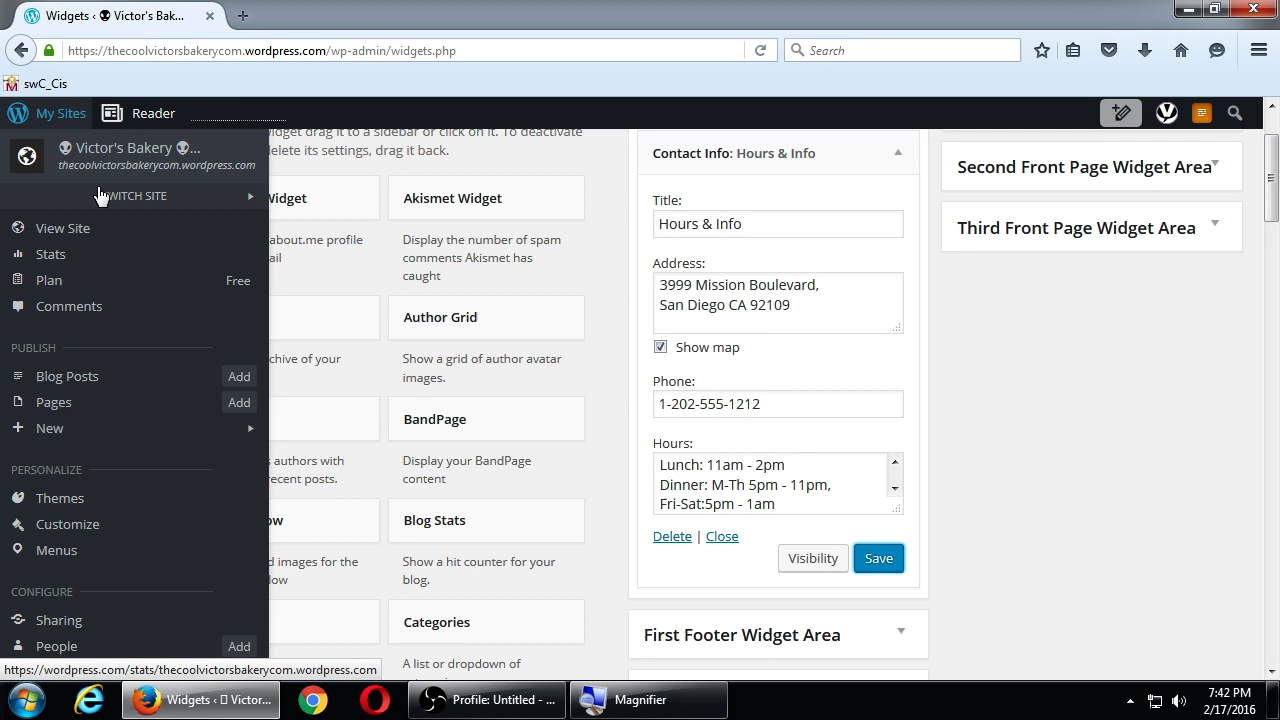 Widgets ‹ 👽 Victor's Bak...
https://thecoolvictorsbakerycom.wordpress.com/wp-admin/widgets.php
Search
swC_Cis
My Sites
Reader
👽 Victor's Bakery 👽...
thecoolvictorsbakerycom.wordpress.com
WITCH SITE
View Site
Stats
Plan
Free
Comments
PUBLISH
Blog Posts
Add
Pages
Add
New
PERSONALIZE
Themes
Customize
Menus
CONFIGURE
Sharing
People
Add
https://wordpress.com/stats/thecoolvictorsbakerycom.wordpress.com
widget drag it to a sidebar or click on it. To deactivate
delete its settings, drag it back.
Widget
about.me profile
ail
chive of your
s authors with
recent posts.
ow
d images for the
low
Akismet Widget
Display the number of spam
comments Akismet has
caught
Author Grid
Show a grid of author avatar
images.
BandPage
Display your BandPage
content
Blog Stats
Show a hit counter for your
blog.
Categories
A list or dropdown of
Contact Info: Hours & Info
Title:
Hours & Info
Address:
3999 Mission Boulevard,
San Diego CA 92109
Show map
Phone:
1-202-555-1212
Hours:
Lunch: 11am - 2pm
Dinner: M-Th 5pm - 11pm,
Fri-Sat:5pm - 1am
Delete | Close
Visibility
Save
First Footer Widget Area
Second Front Page Widget Area
Third Front Page Widget Area
Widgets ‹ ▯ Victor...
Profile: Untitled - ...
Magnifier
7:42 PM
2/17/2016